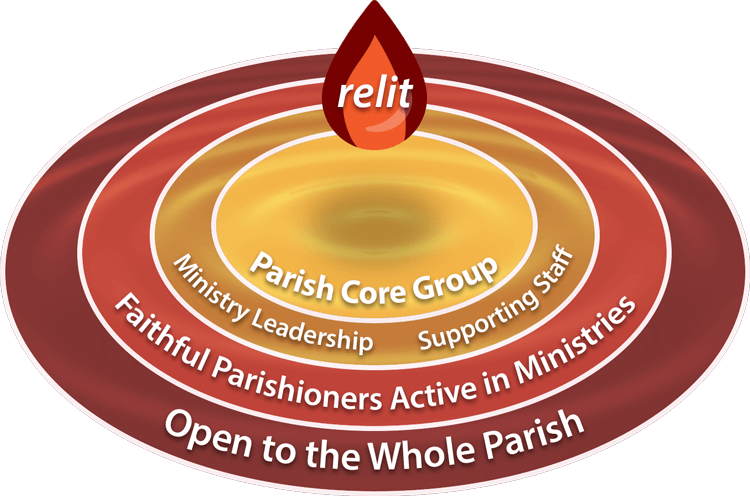 relit
Parish Core Group
Ministry Leadership
Supporting Staff
Faithful Parishioners Active in Ministries
Open to the Whole Parish